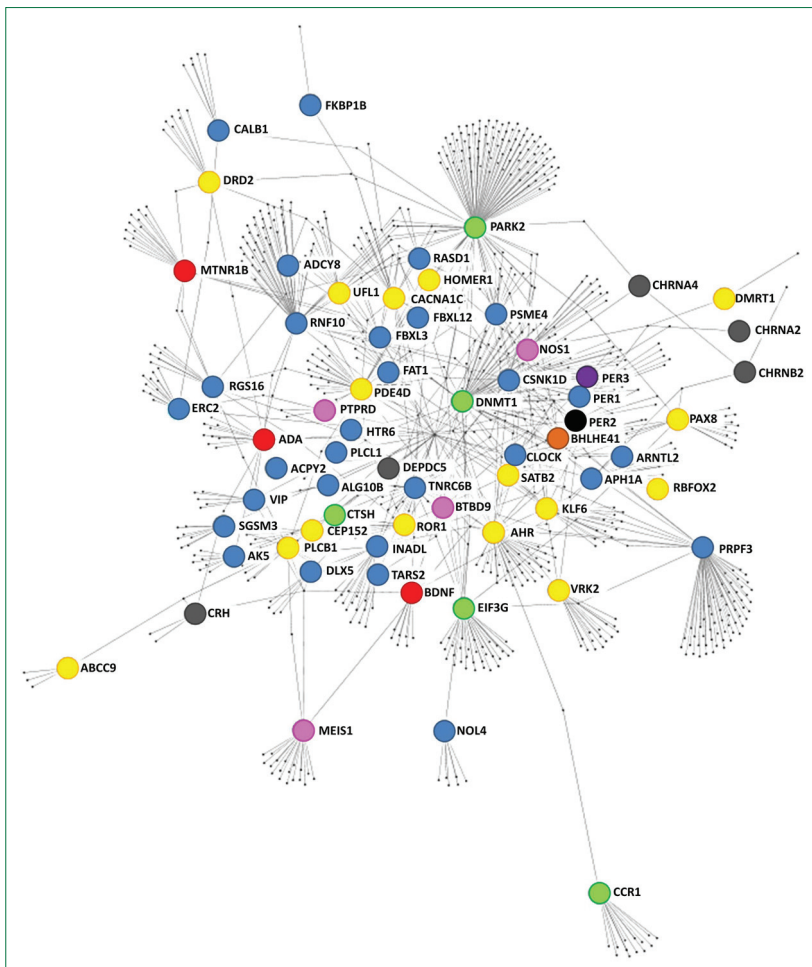 FKBP1B
CALB1
DRD2
PARK2
MTNR1B
ADCY8
RASD1
HOMER1
CHRNA4
UFL1
CACNA1C
DMRT1
RNF10
FBXL12
PSME4
FBXL3
NOS1
CHRNA2
CHRNB2
FAT1
CSNK1D
PER3
RGS16
PDE4D
DNMT1
PER1
ERC2
PTPRD
PER2
PAX8
HTR6
ADA
BHLHE41
PLCL1
CLOCK
ARNTL2
ACPY2
DEPDC5
SATB2
APH1A
ALG10B
TNRC6B
RBFOX2
VIP
BTBD9
KLF6
CTSH
SGSM3
CEP152
ROR1
AHR
PLCB1
INADL
PRPF3
AK5
DLX5
TARS2
BDNF
VRK2
CRH
EIF3G
ABCC9
MEIS1
NOL4
CCR1